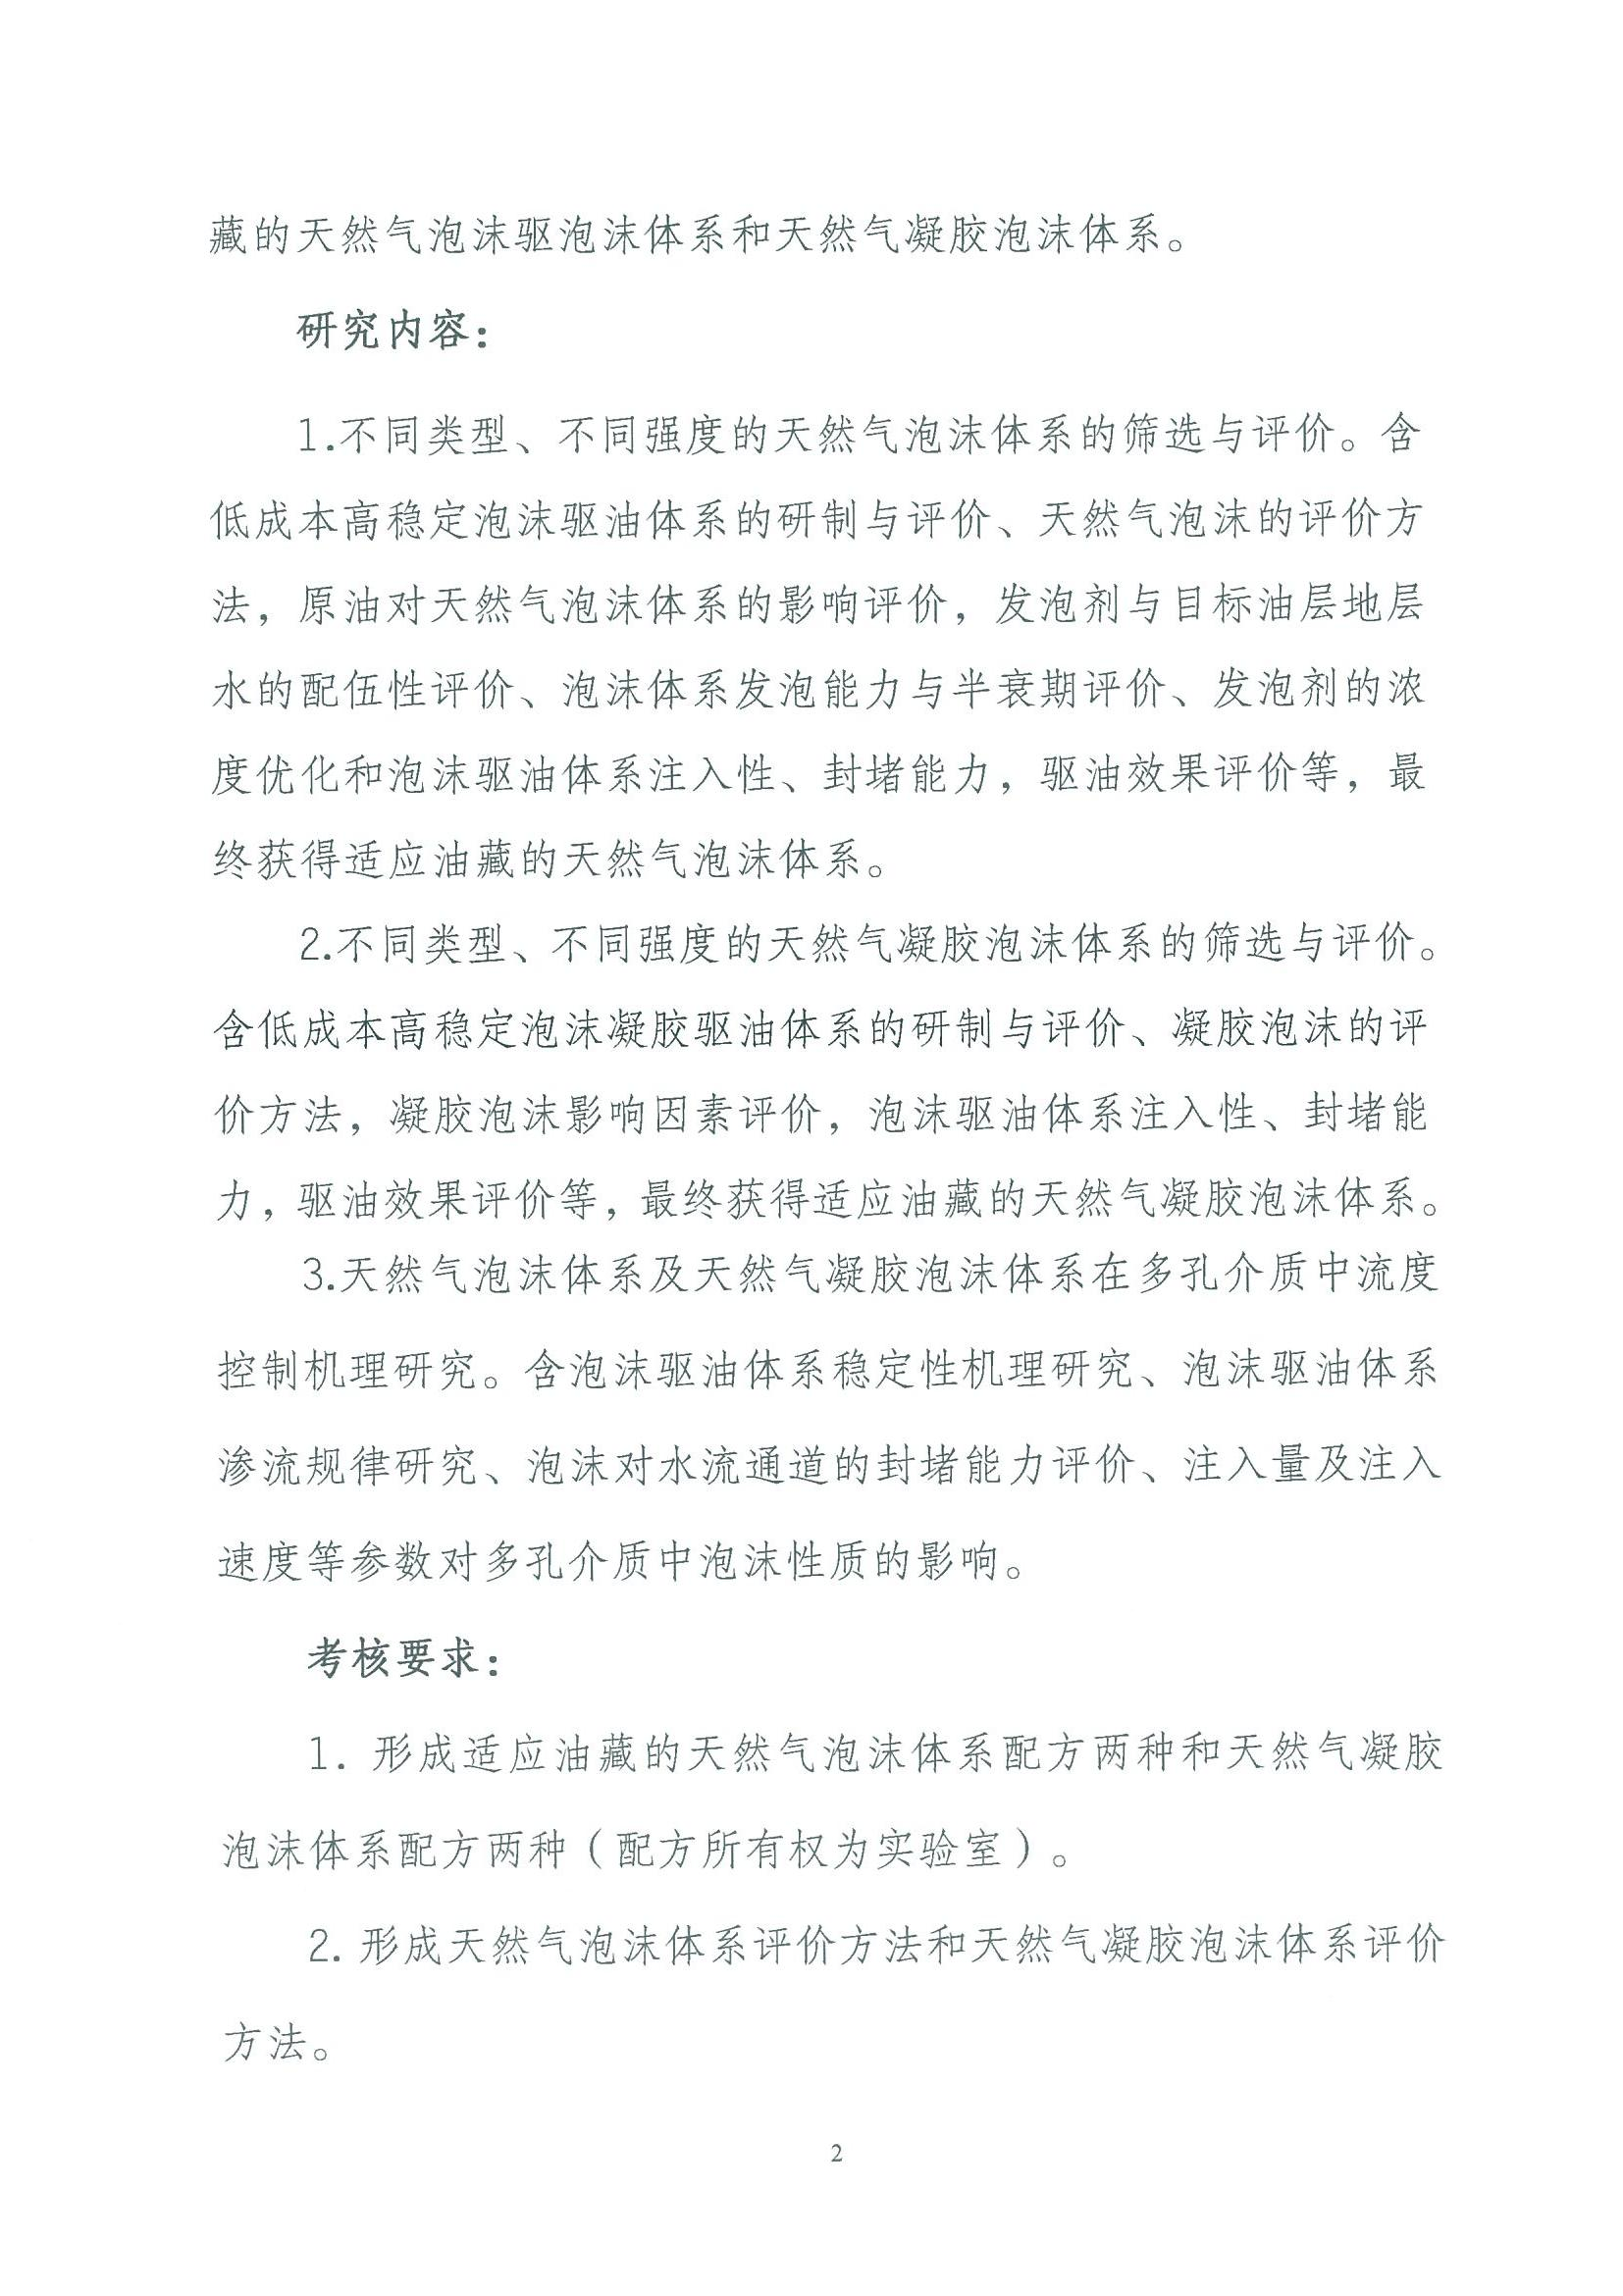 藏的天然气泡沫驱泡沫体系和天然气凝胶泡沫体系。
研究内容：
1.不同类型、不同强度的天然气泡沫体系的筛选与评价。含
低成本高稳定泡沫驱油体系的研制与评价、天然气泡沫的评价方
法，原油对天然气泡沫体系的影响评价，发泡剂与目标油层地层
水的配伍性评价、泡沫体系发泡能力与半衰期评价、发泡剂的浓
度优化和泡沫驱油体系注入性、封堵能力，驱油效果评价等，最
终获得适应油藏的天然气泡沫体系。
2.不同类型、不同强度的天然气凝胶泡沫体系的筛选与评价。
含低成本高稳定泡沫凝胶驱油体系的研制与评价、凝胶泡沫的评
价方法，凝胶泡沫影响因素评价，泡沫驱油体系注入性、封堵能
力，驱油效果评价等，最终获得适应油藏的天然气凝胶泡沫体系。
3.天然气泡沫体系及天然气凝胶泡沫体系在多孔介质中流度
控制机理研究。含泡沫驱油体系稳定性机理研究、泡沫驱油体系
渗流规律研究、泡沫对水流通道的封堵能力评价、注入量及注入
速度等参数对多孔介质中泡沫性质的影响。
考核要求：
1. 形成适应油藏的天然气泡沫体系配方两种和天然气凝胶
泡沫体系配方两种（配方所有权为实验室）。
2. 形成天然气泡沫体系评价方法和天然气凝胶泡沫体系评价
方法。
2